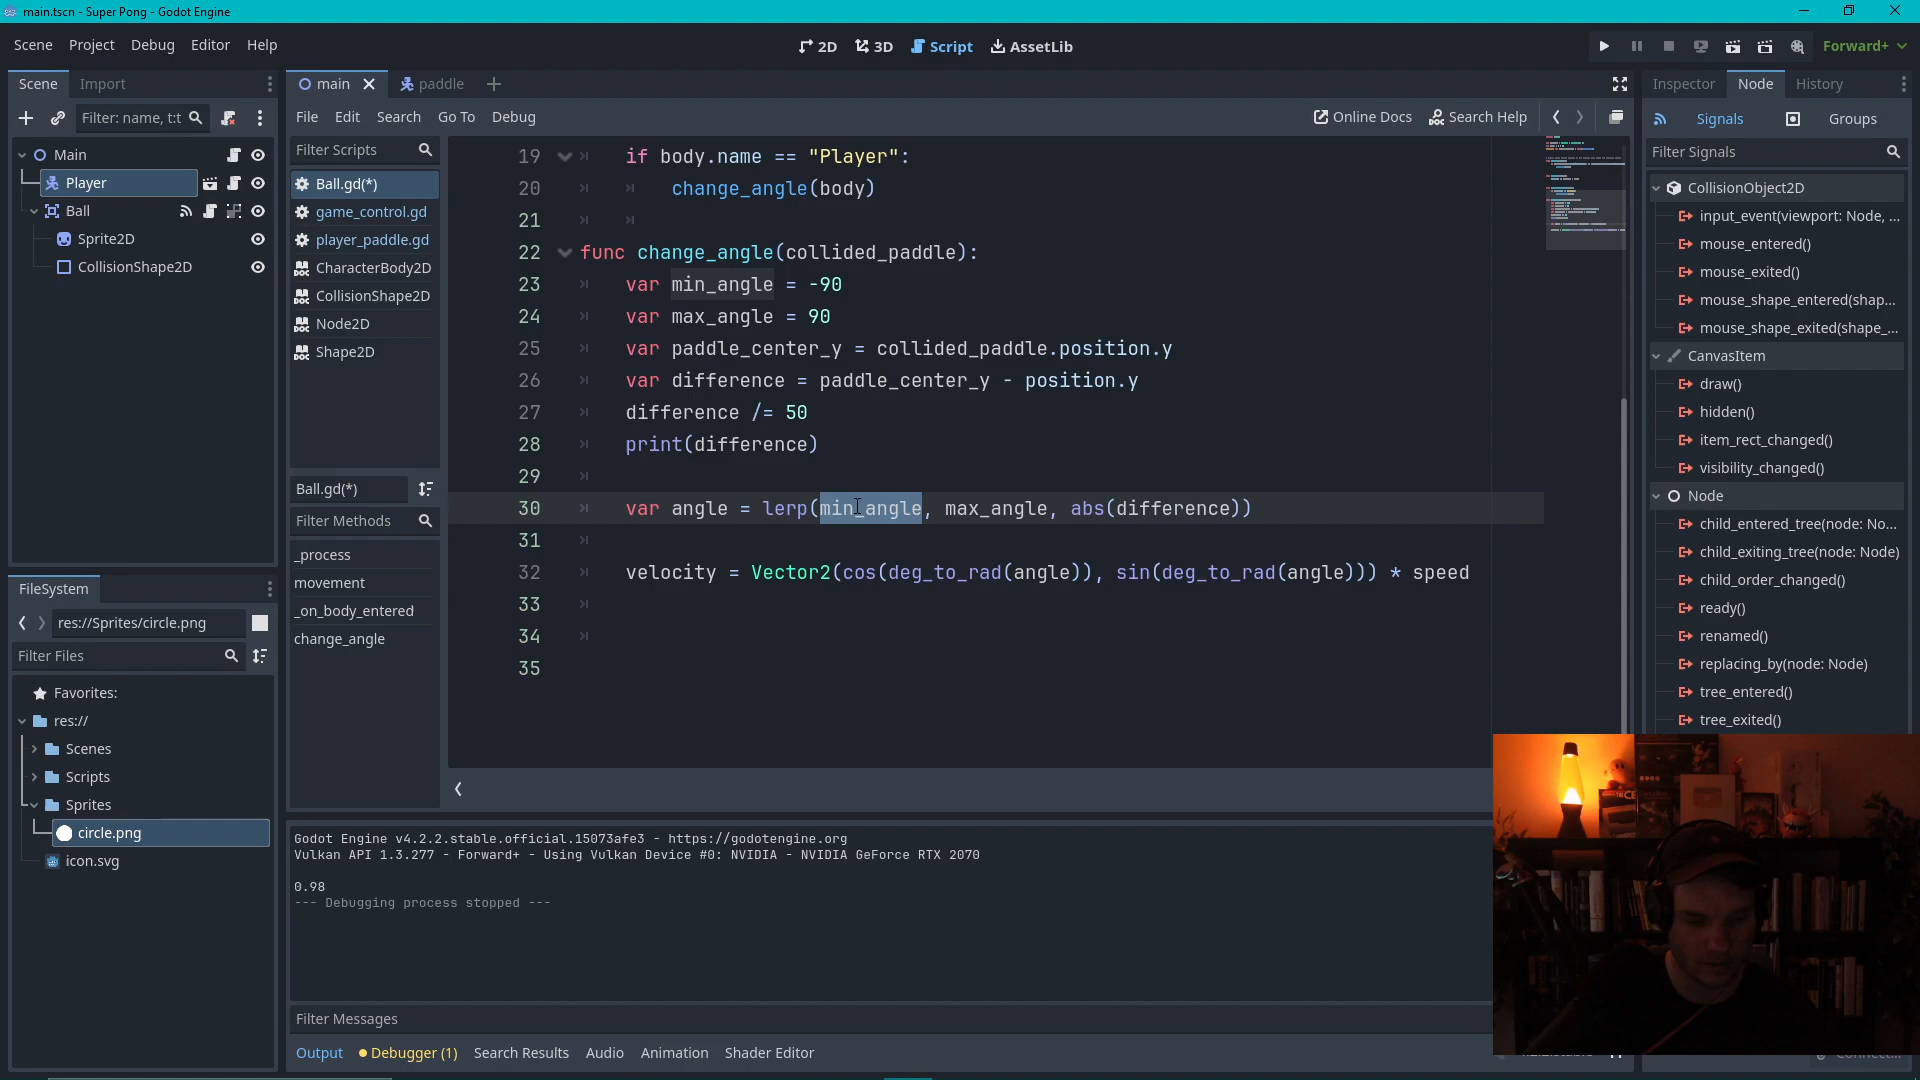 main.tscn - Super Pong - Godot Engine
Scene Project Debug Editor Help
2D 3D Script AssetLib
Forward+
Scene Import
Filter: name, t:t
Main
Player
Ball
Sprite2D
CollisionShape2D
FileSystem
res://Sprites/circle.png
Filter Files
Favorites:
res://
Scenes
Scripts
Sprites
circle.png
icon.svg
main paddle
File Edit Search Go To Debug
Online Docs Search Help
Filter Scripts
Ball.gd(*)
game_control.gd
player_paddle.gd
CharacterBody2D
CollisionShape2D
Node2D
Shape2D
Ball.gd(*)
Filter Methods
_process
movement
_on_body_entered
change_angle
19 if body.name == "Player":
20 change_angle(body)
21
22 func change_angle(collided_paddle):
23 var min_angle = -90
24 var max_angle = 90
25 var paddle_center_y = collided_paddle.position.y
26 var difference = paddle_center_y - position.y
27 difference /= 50
28 print(difference)
29
30 var angle = lerp(min_angle, max_angle, abs(difference))
31
32 velocity = Vector2(cos(deg_to_rad(angle)), sin(deg_to_rad(angle))) * speed
33
34
35
Godot Engine v4.2.2.stable.official.15073afe3 - https://godotengine.org
Vulkan API 1.3.277 - Forward+ - Using Vulkan Device #0: NVIDIA - NVIDIA GeForce RTX 2070
0.98
--- Debugging process stopped ---
Filter Messages
Output Debugger (1) Search Results Audio Animation Shader Editor
Inspector Node History
Signals Groups
Filter Signals
CollisionObject2D
input_event(viewport: Node, ...
mouse_entered()
mouse_exited()
mouse_shape_entered(shap...
mouse_shape_exited(shape_...
CanvasItem
draw()
hidden()
item_rect_changed()
visibility_changed()
Node
child_entered_tree(node: No...
child_exiting_tree(node: Node)
child_order_changed()
ready()
renamed()
replacing_by(node: Node)
tree_entered()
tree_exited()